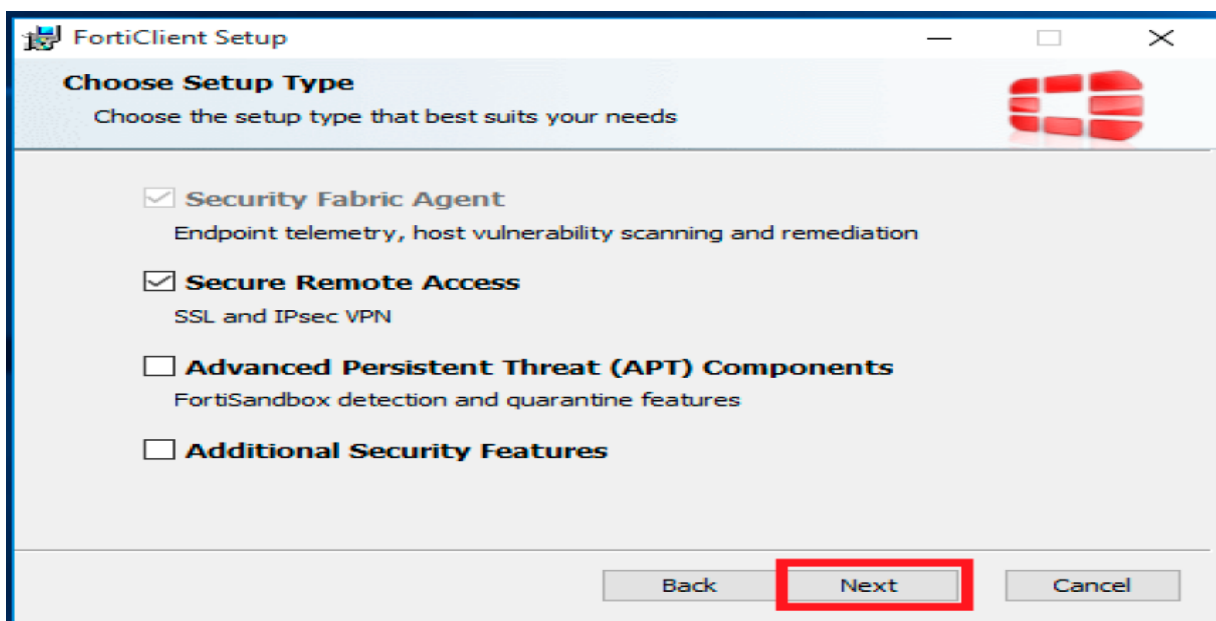 FortiClient Setup
Choose Setup Type
Choose the setup type that best suits your needs
Security Fabric Agent
Endpoint telemetry, host vulnerability scanning and remediation
Secure Remote Access
SSL and IPsec VPN
Advanced Persistent Threat (APT) Components
FortiSandbox detection and quarantine features
Additional Security Features
Back Next Cancel